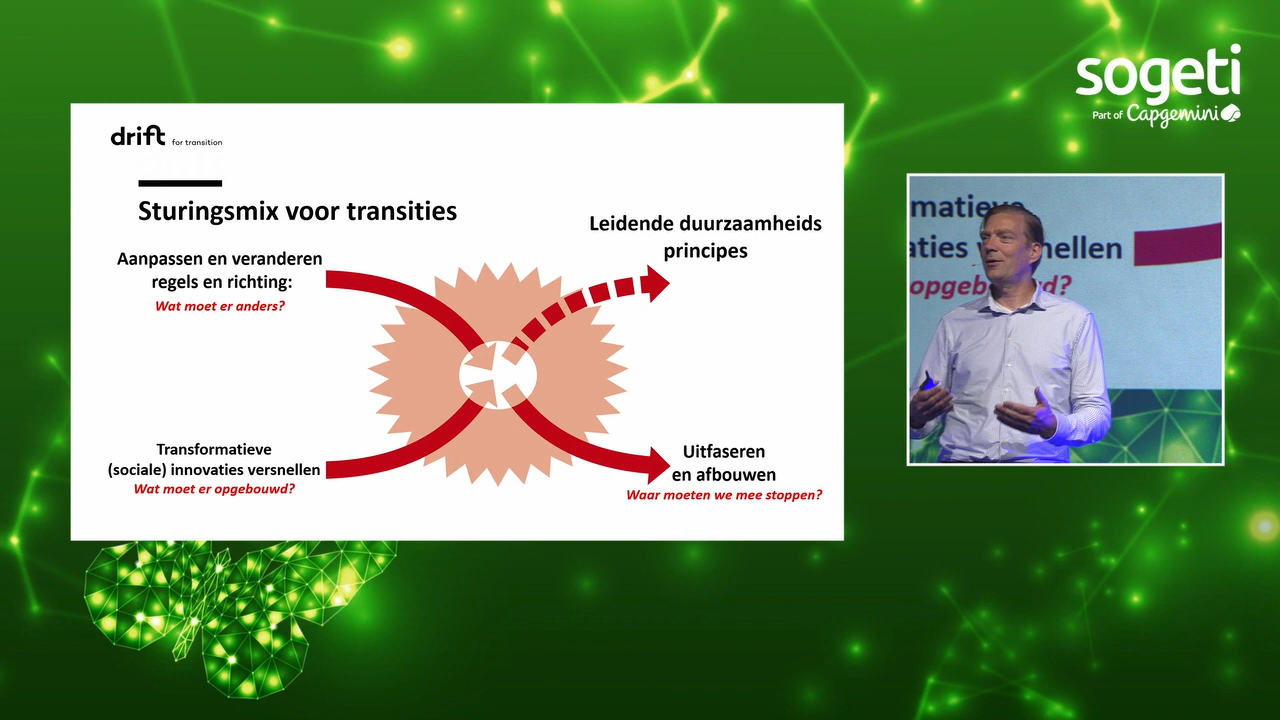 sogeti
Part of Capgemini
drift for transition
Sturingsmix voor transities
Aanpassen en veranderen
regels en richting:
Wat moet er anders?
Leidende duurzaamheids
principes
Transformatieve
(sociale) innovaties versnellen
Wat moet er opgebouwd?
Uitfaseren
en afbouwen
Waar moeten we mee stoppen?
matieve
aties nellen
opgeb d?